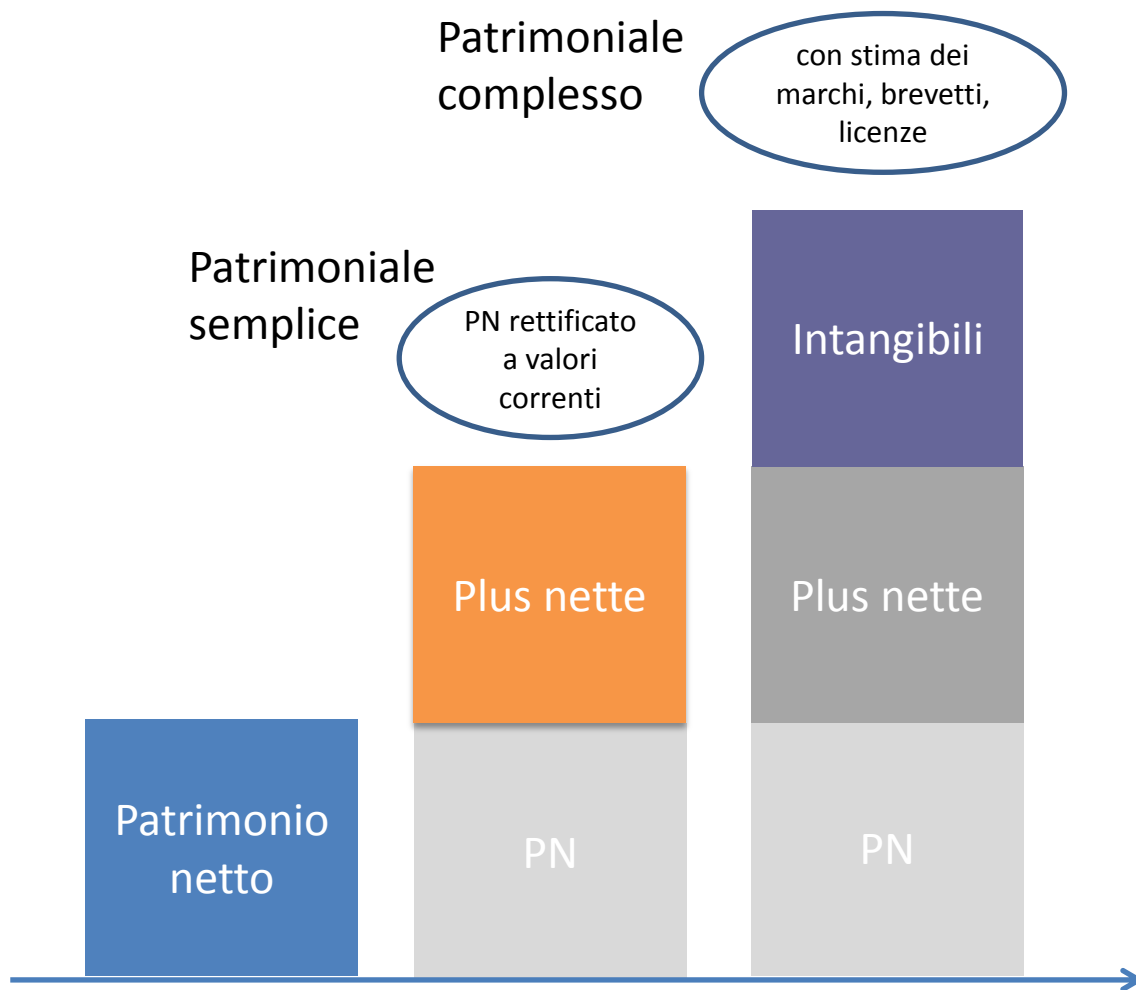 Patrimoniale
complesso
con stima dei
marchi, brevetti,
licenze
Patrimoniale
semplice
PN rettificato
a valori
correnti
Intangibili
Plus nette
Plus nette
Patrimonio
netto
PN
PN